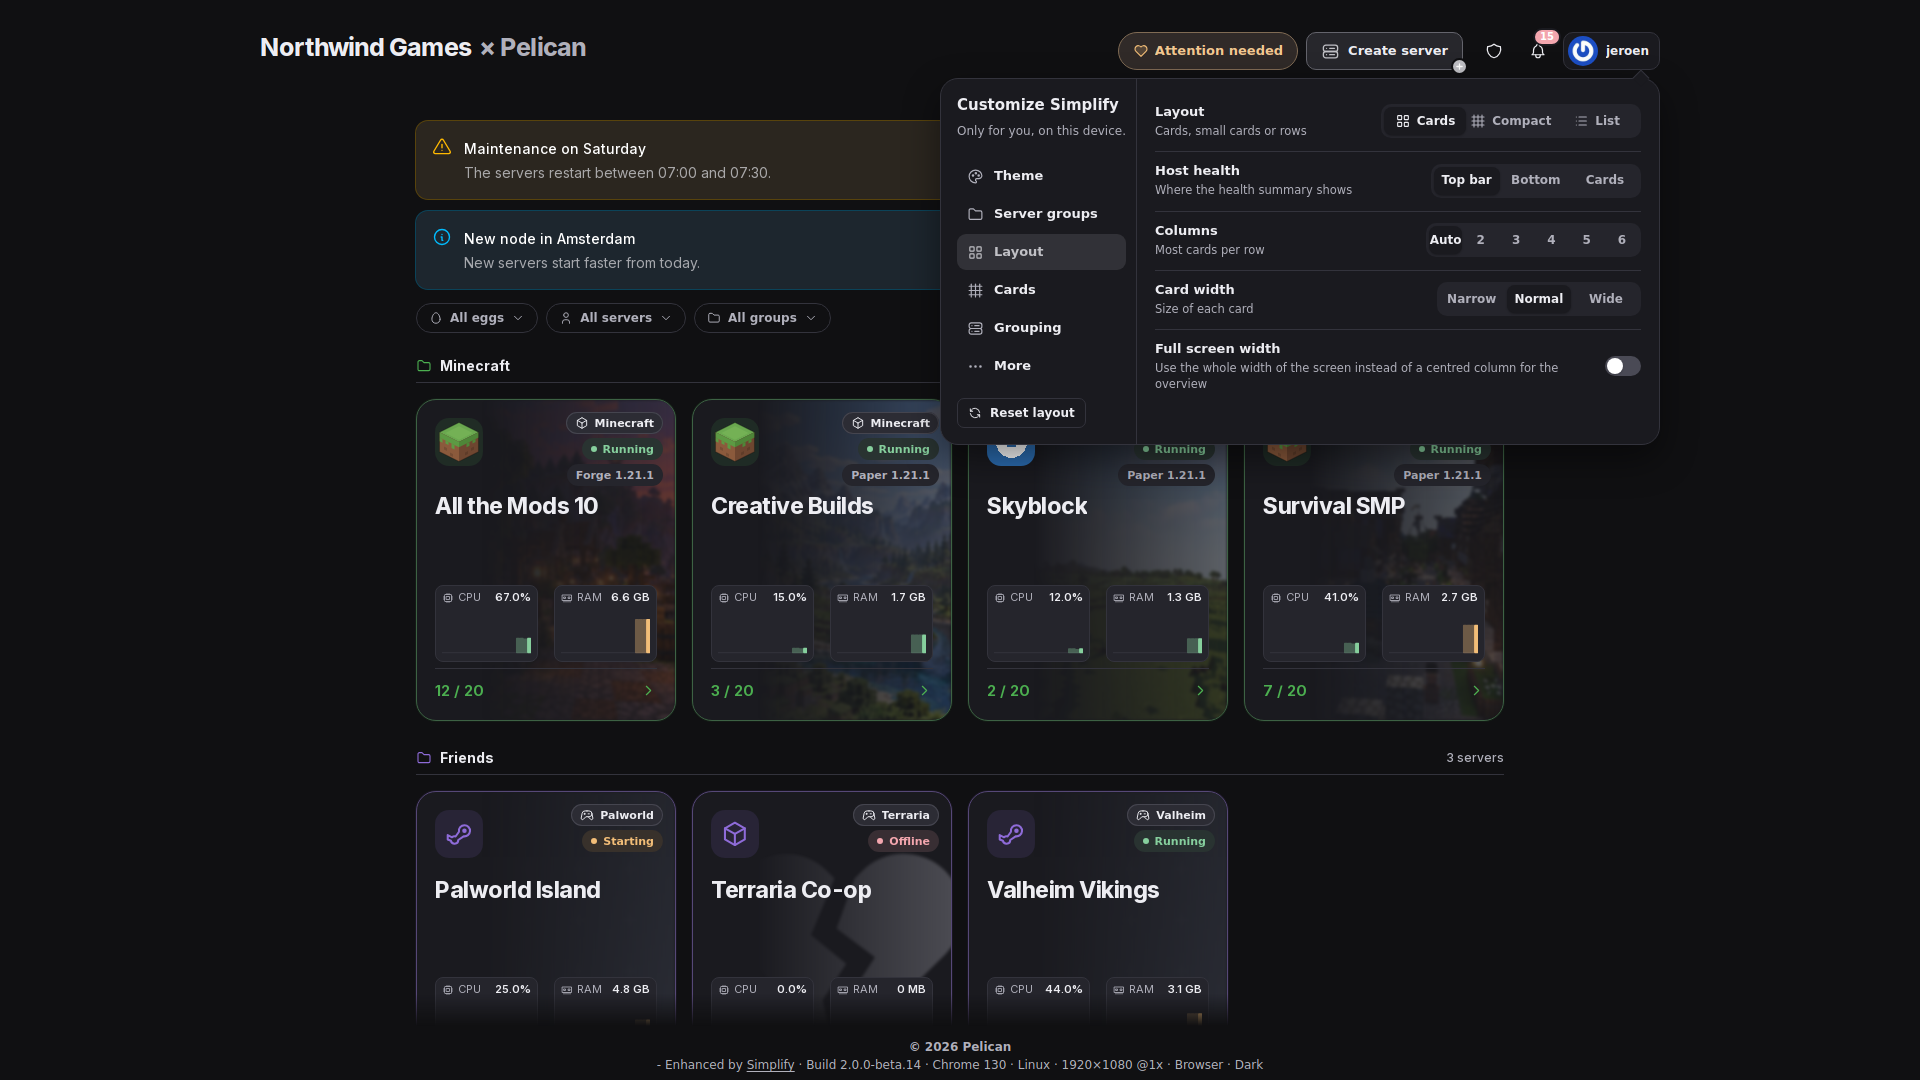 Northwind Games × Pelican
Attention needed
Create server
15
jeroen
Maintenance on Saturday
The servers restart between 07:00 and 07:30.
New node in Amsterdam
New servers start faster from today.
All eggs
All servers
All groups
Customize Simplify
Only for you, on this device.
Theme
Server groups
Layout
Cards
Grouping
More
Reset layout
Layout
Cards, small cards or rows
Cards
Compact
List
Host health
Where the health summary shows
Top bar
Bottom
Cards
Columns
Most cards per row
Auto
2
3
4
5
6
Card width
Size of each card
Narrow
Normal
Wide
Full screen width
Use the whole width of the screen instead of a centred column for the
overview
Minecraft
Minecraft
Running
Forge 1.21.1
All the Mods 10
CPU 67.0%
RAM 6.6 GB
12 / 20
Minecraft
Running
Paper 1.21.1
Creative Builds
CPU 15.0%
RAM 1.7 GB
3 / 20
Running
Paper 1.21.1
Skyblock
CPU 12.0%
RAM 1.3 GB
2 / 20
Running
Paper 1.21.1
Survival SMP
CPU 41.0%
RAM 2.7 GB
7 / 20
Friends
3 servers
Palworld
Starting
Palworld Island
CPU 25.0%
RAM 4.8 GB
Terraria
Offline
Terraria Co-op
CPU 0.0%
RAM 0 MB
Valheim
Running
Valheim Vikings
CPU 44.0%
RAM 3.1 GB
© 2026 Pelican
- Enhanced by Simplify · Build 2.0.0-beta.14 · Chrome 130 · Linux · 1920×1080 @1x · Browser · Dark